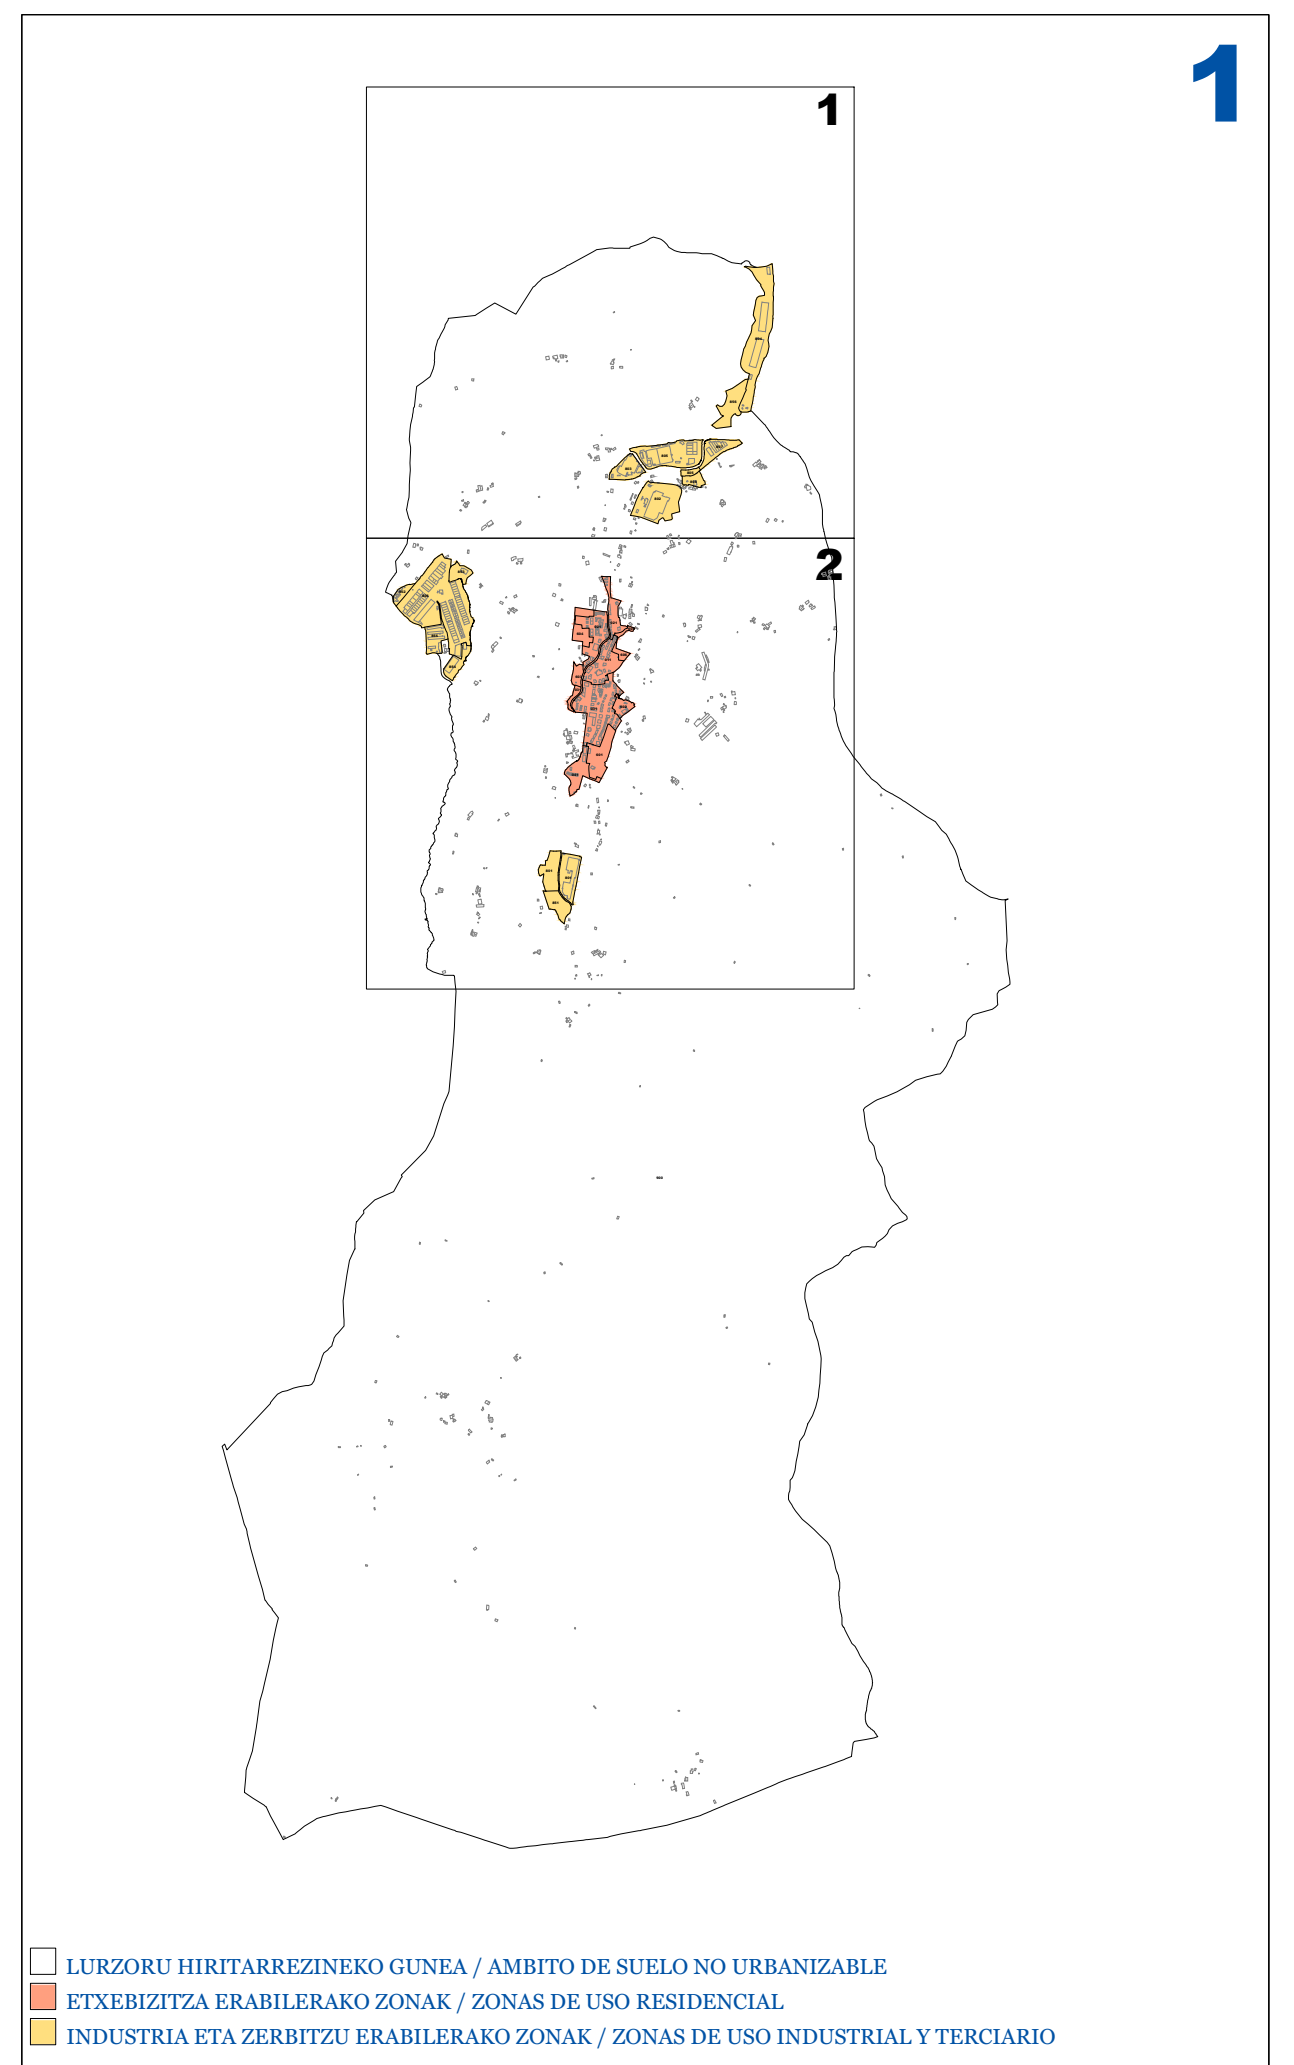 1
1
2
LURZORU HIRITARREZINEKO GUNEA / AMBITO DE SUELO NO URBANIZABLE
ETXEBIZITZA ERABILERAKO ZONAK / ZONAS DE USO RESIDENCIAL
INDUSTRIA ETA ZERBITZU ERABILERAKO ZONAK / ZONAS DE USO INDUSTRIAL Y TERCIARIO